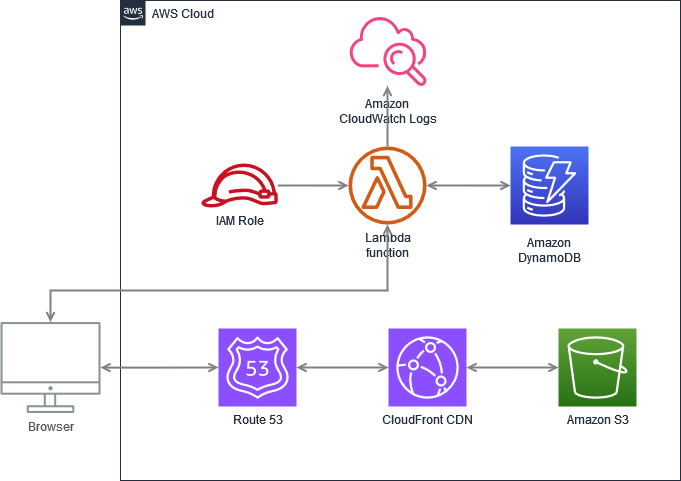 aws
AWS Cloud
Amazon
CloudWatch Logs
IAM Role
Lambda
function
Amazon
DynamoDB
53
Browser
Route 53
CloudFront CDN
Amazon S3